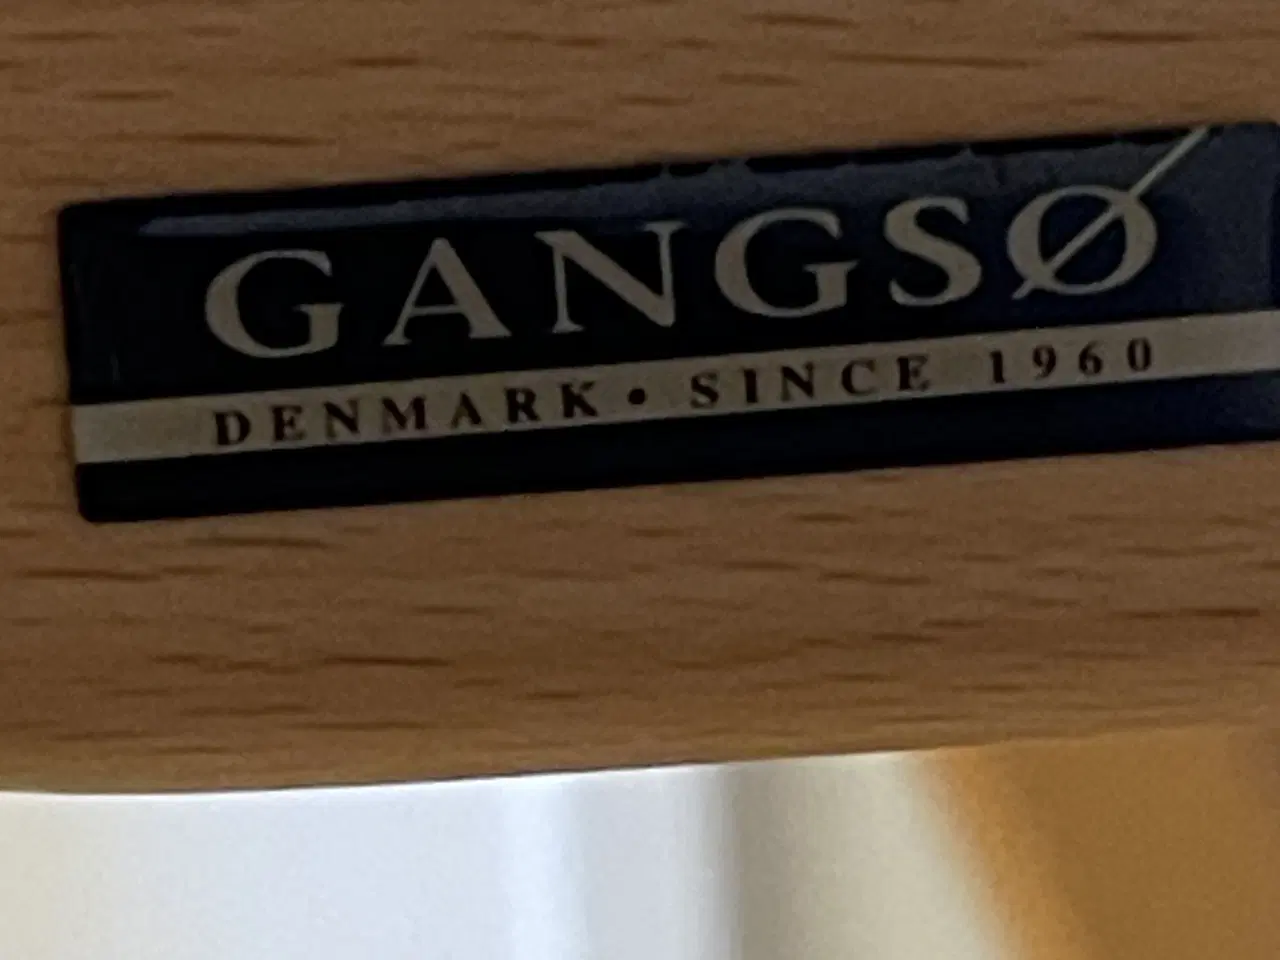 GANGSØ
DENMARK • SINCE 1960